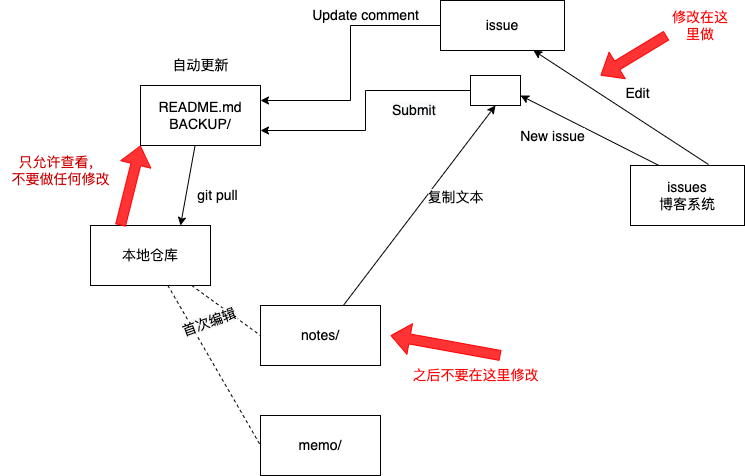 Update comment
issue
修改在这
里做
自动更新
README.md
BACKUP/
Submit
Edit
New issue
只允许查看，
不要做任何修改
git pull
复制文本
issues
博客系统
本地仓库
首次编辑
notes/
之后不要在这里修改
memo/